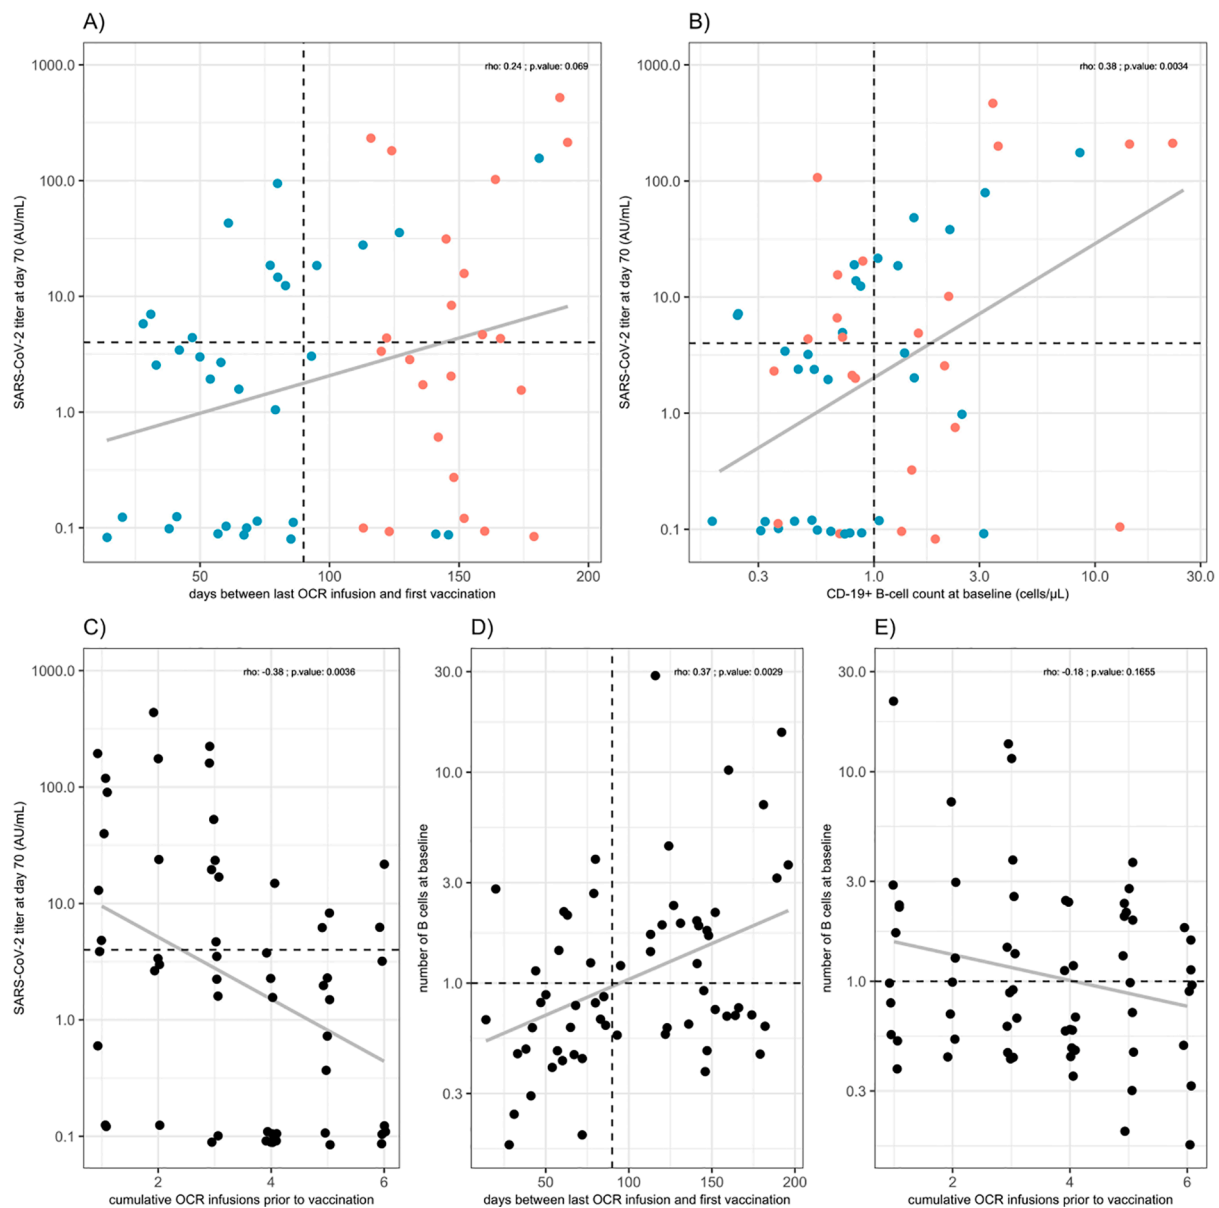 A)
rho: 0.24 ; p.value: 0.069
1000.0
100.0
10.0
1.0
0.1
SARS-CoV-2 titer at day 70 (AU/mL)
50
100
150
200
days between last OCR infusion and first vaccination
B)
rho: 0.38 ; p.value: 0.0034
1000.0
100.0
10.0
1.0
0.1
SARS-CoV-2 titer at day 70 (AU/mL)
0.3
1.0
3.0
10.0
30.0
CD-19+ B-cell count at baseline (cells/µL)
C)
rho: -0.38 ; p.value: 0.0036
1000.0
100.0
10.0
1.0
0.1
SARS-CoV-2 titer at day 70 (AU/mL)
2
4
6
cumulative OCR infusions prior to vaccination
D)
rho: 0.37 ; p.value: 0.0029
30.0
10.0
3.0
1.0
0.3
number of B cells at baseline
50
100
150
200
days between last OCR infusion and first vaccination
E)
rho: -0.18 ; p.value: 0.1655
30.0
10.0
3.0
1.0
0.3
number of B cells at baseline
2
4
6
cumulative OCR infusions prior to vaccination